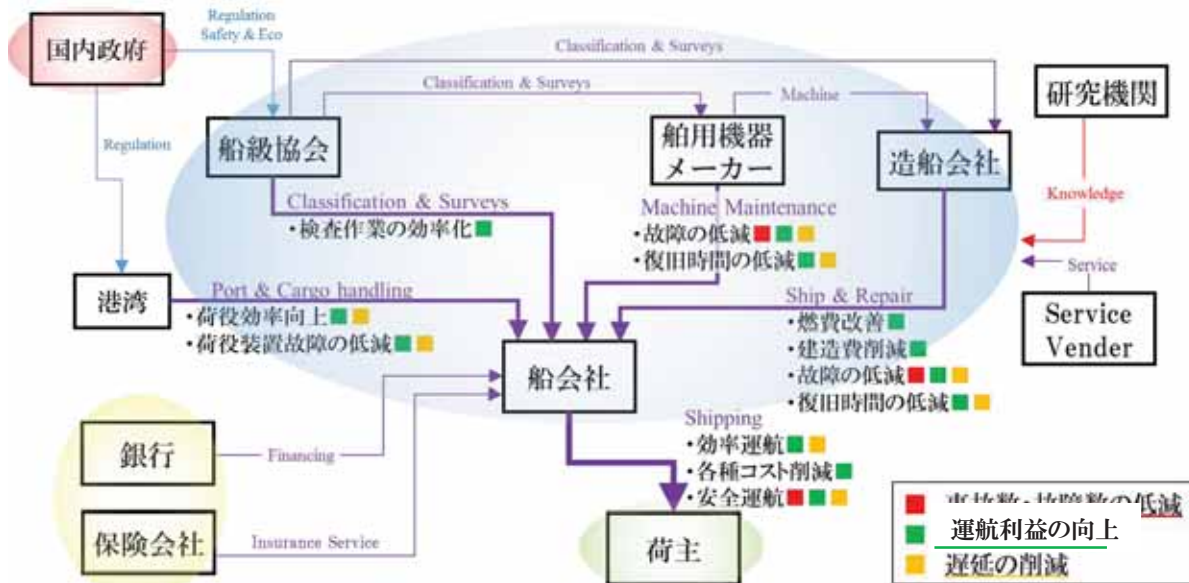 国内政府
Regulation
Safety & Eco
Classification & Surveys
Classification & Surveys
Machine
研究機関
船級協会
舶用機器
メーカー
造船会社
Regulation
Knowledge
Classification & Surveys
・検査作業の効率化
Machine Maintenance
・故障の低減
・復旧時間の低減
Service
港湾
Port & Cargo handling
・荷役効率向上
・荷役装置故障の低減
Ship & Repair
・燃費改善
・建造費削減
・故障の低減
・復旧時間の低減
Service
Vender
船会社
Shipping
・効率運航
・各種コスト削減
・安全運航
銀行
Financing
保険会社
Insurance Service
荷主
の低減
運航利益の向上
遅延の削減